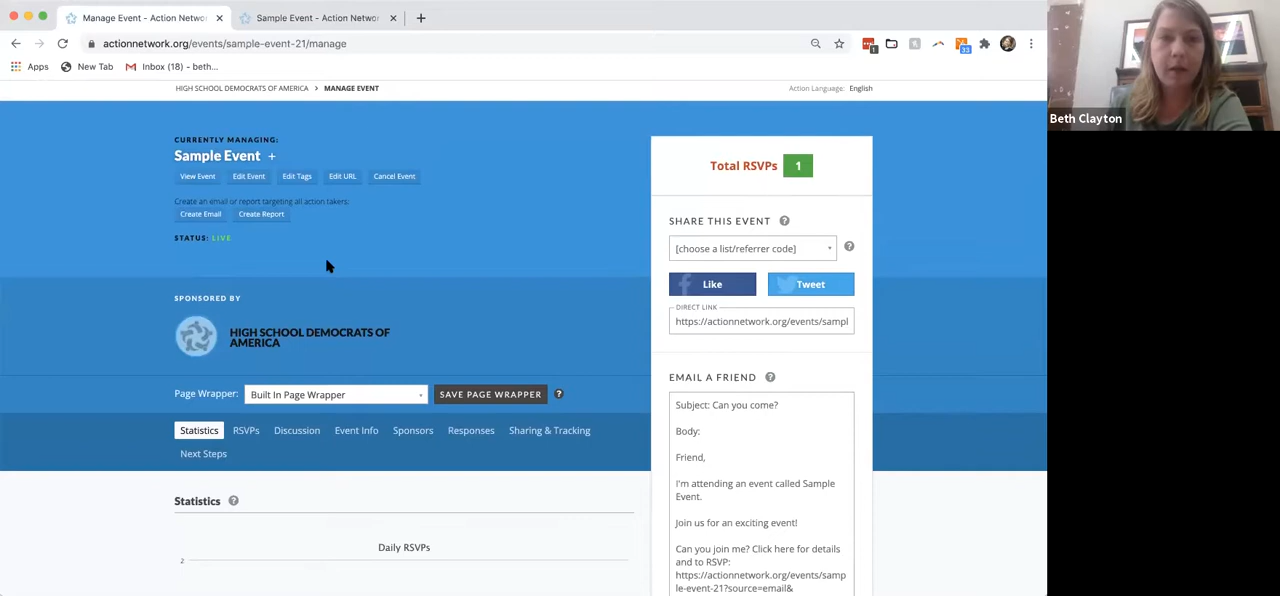 Manage Event - Action Netwo
Sample Event - Action Network
actionnetwork.org/events/sample-event-21/manage
1
33
Apps
New Tab
Inbox (18) - beth...
HIGH SCHOOL DEMOCRATS OF AMERICA > MANAGE EVENT
Action Language: English
CURRENTLY MANAGING:
Sample Event +
View Event
Edit Event
Edit Tags
Edit URL
Cancel Event
Create an email or report targeting all action takers:
Create Email
Create Report
STATUS: LIVE
SPONSORED BY
HIGH SCHOOL DEMOCRATS OF
AMERICA
Page Wrapper:
Built In Page Wrapper
SAVE PAGE WRAPPER
?
Statistics
RSVPs
Discussion
Event Info
Sponsors
Responses
Sharing & Tracking
Next Steps
Statistics ?
Daily RSVPs
2
Total RSVPs 1
SHARE THIS EVENT ?
[choose a list/referrer code]
?
Like
Tweet
DIRECT LINK
https://actionnetwork.org/events/sampl
EMAIL A FRIEND ?
Subject: Can you come?
Body:
Friend,
I'm attending an event called Sample
Event.
Join us for an exciting event!
Can you join me? Click here for details
and to RSVP:
https://actionnetwork.org/events/samp
le-event-21?source=email&
Beth Clayton